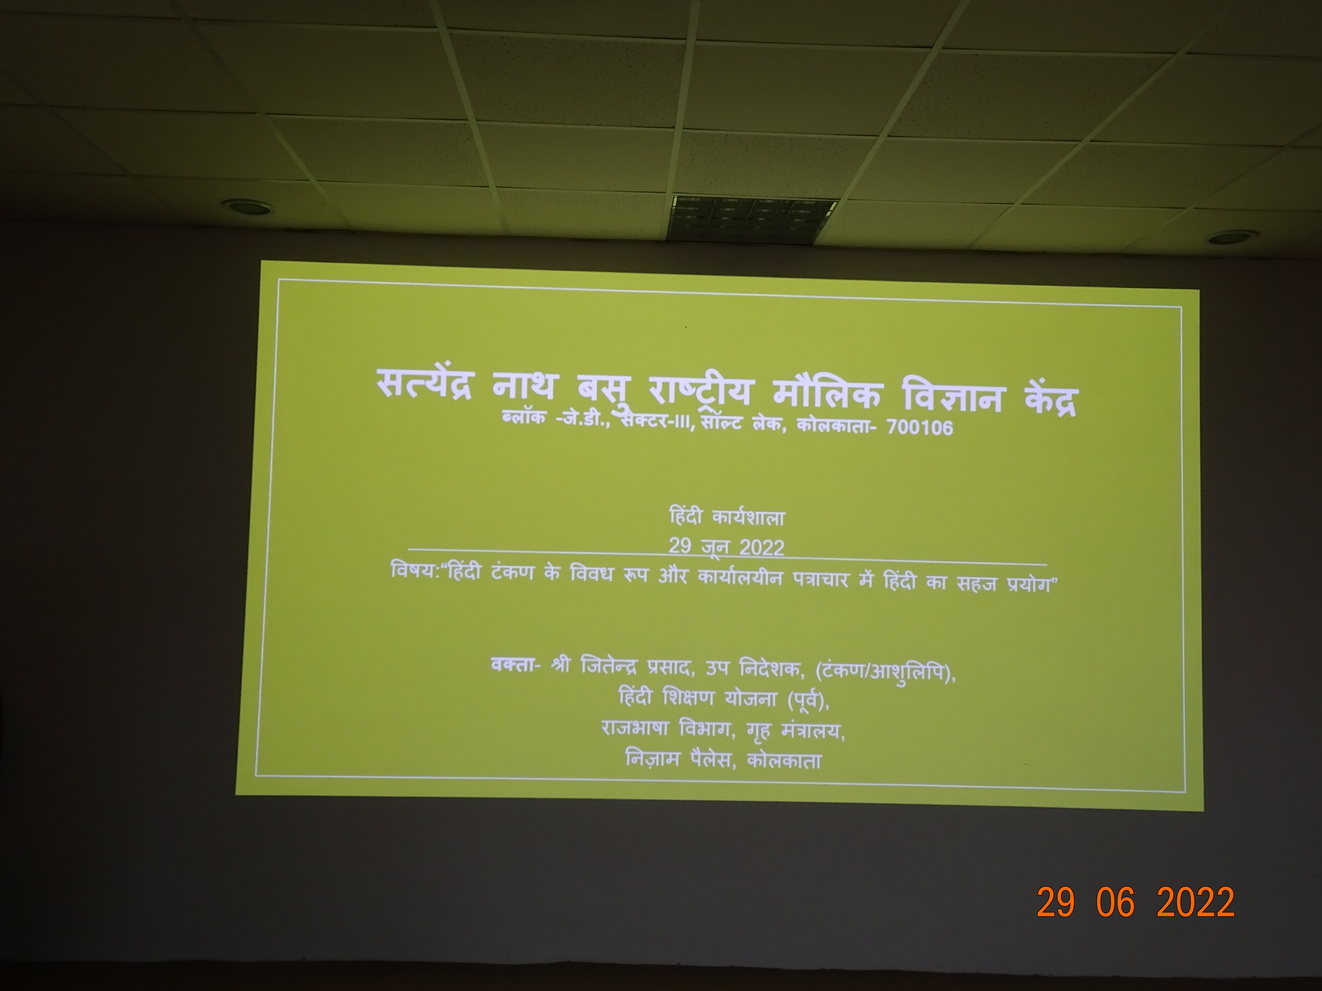 सत्येंद्र नाथ बसु राष्ट्रीय मौलिक विज्ञान केंद्र
ब्लॉक -जे.डी., सेक्टर-III, सॉल्ट लेक, कोलकाता- 700106
हिंदी कार्यशाला
29 जून 2022
विषय:“हिंदी टंकण के विवध रूप और कार्यालयीन पत्राचार में हिंदी का सहज प्रयोग”
वक्ता- श्री जितेन्द्र प्रसाद, उप निदेशक, (टंकण/आशुलिपि),
हिंदी शिक्षण योजना (पूर्व),
राजभाषा विभाग, गृह मंत्रालय,
निज़ाम पैलेस, कोलकाता
29 06 2022